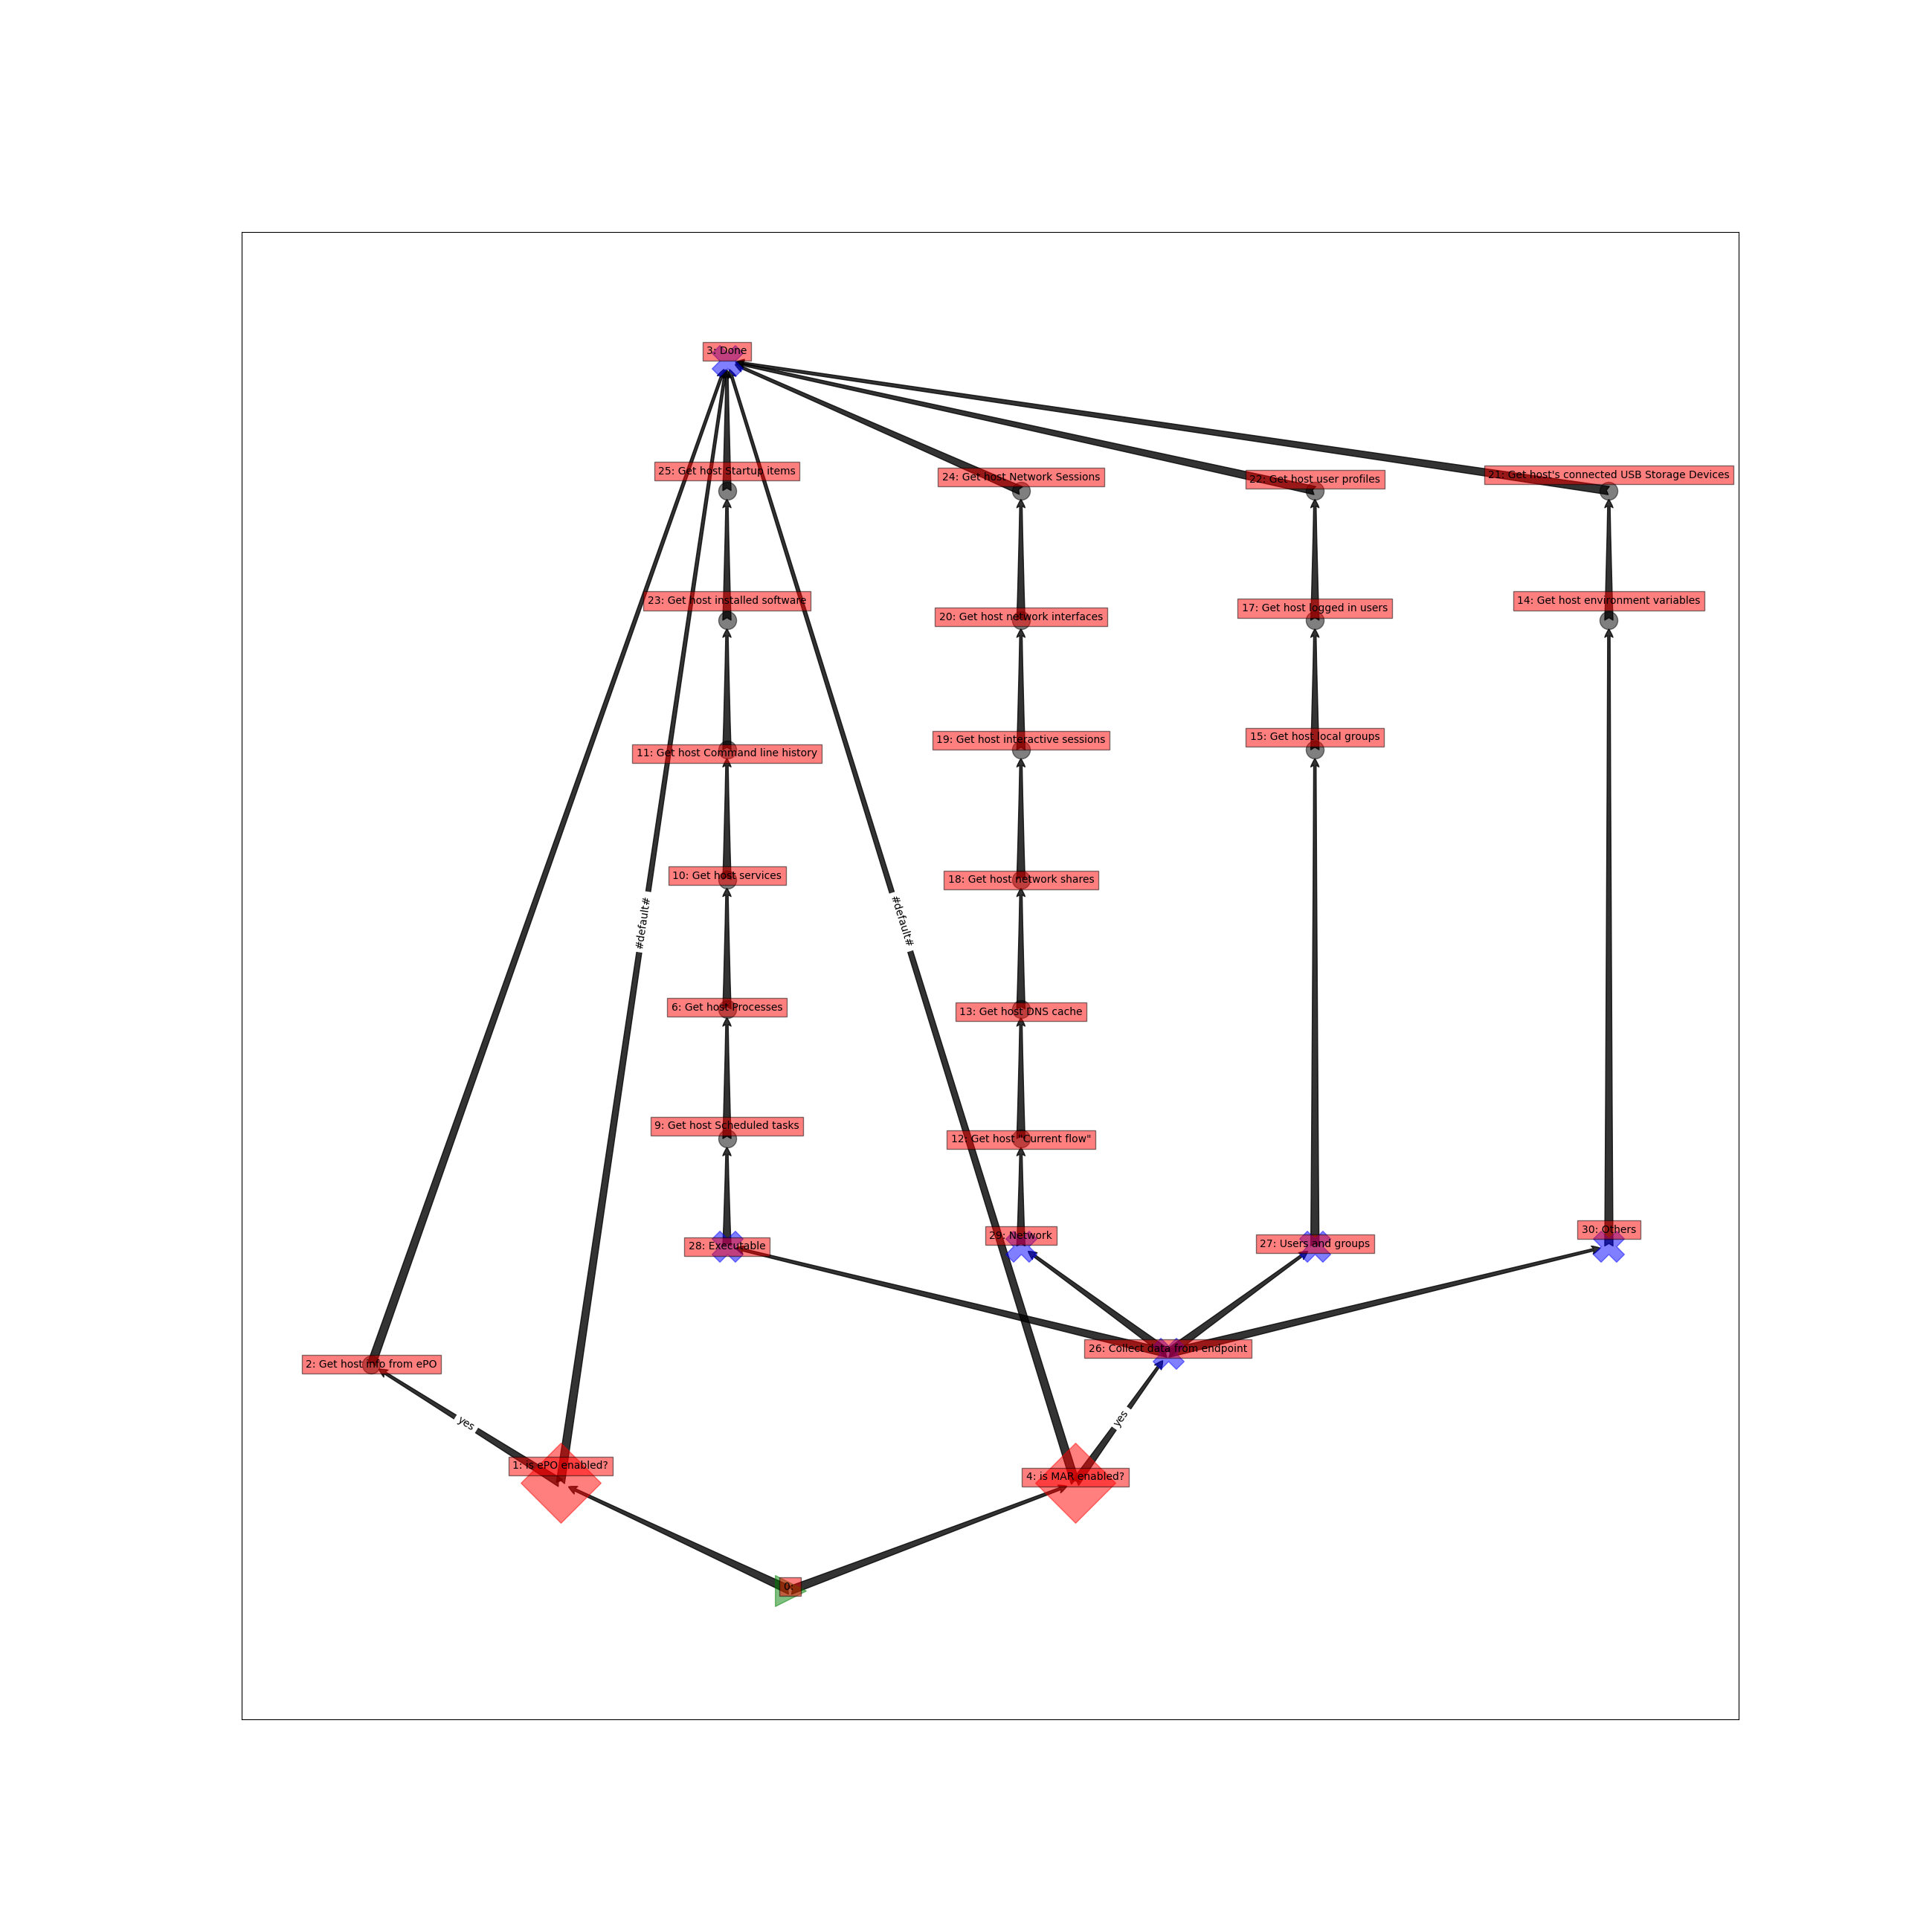 3: Done
25: Get host Startup items
24: Get host Network Sessions
22: Get host user profiles
21: Get host's connected USB Storage Devices
23: Get host installed software
20: Get host network interfaces
17: Get host logged in users
14: Get host environment variables
11: Get host Command line history
19: Get host interactive sessions
15: Get host local groups
10: Get host services
18: Get host network shares
#default#
#default#
6: Get host Processes
13: Get host DNS cache
9: Get host Scheduled tasks
12: Get host "Current flow"
28: Executable
29: Network
27: Users and groups
30: Others
2: Get host info from ePO
26: Collect data from endpoint
yes
yes
1: is ePO enabled?
4: is MAR enabled?
0: